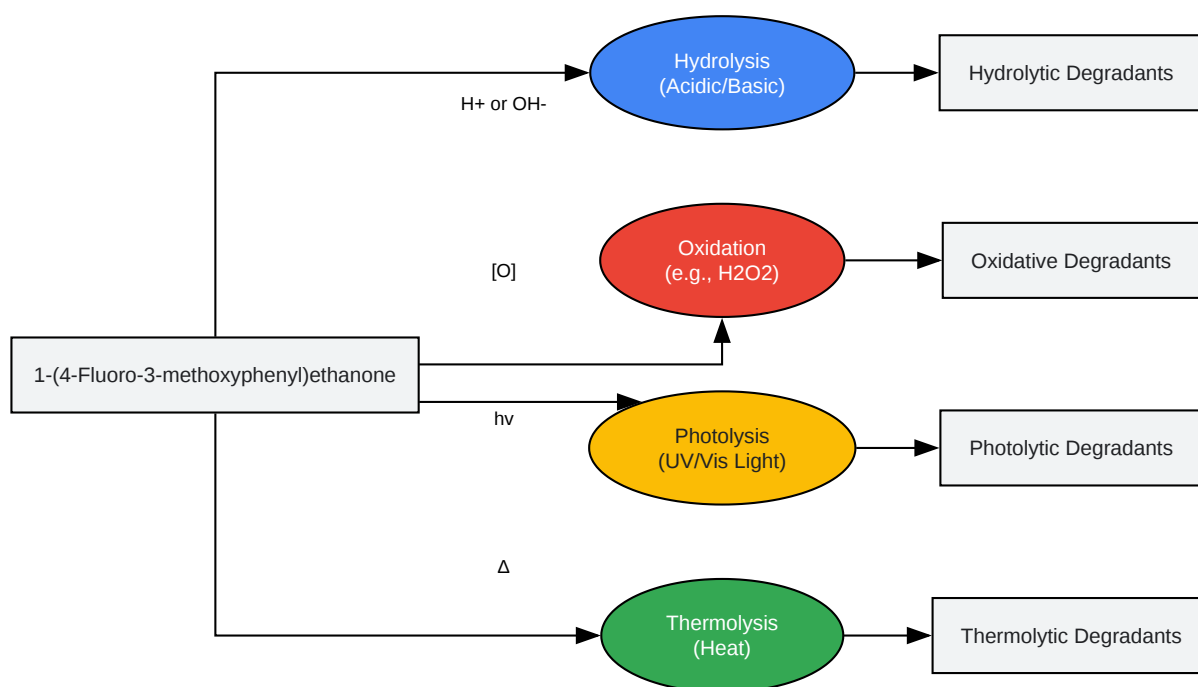 Hydrolysis
(Acidic/Basic)
Hydrolytic Degradants
H+ or OH-
Oxidation
(e.g., H2O2)
Oxidative Degradants
[O]
1-(4-Fluoro-3-methoxyphenyl)ethanone
hv
Photolysis
(UV/Vis Light)
Photolytic Degradants
Δ
Thermolysis
(Heat)
Thermolytic Degradants